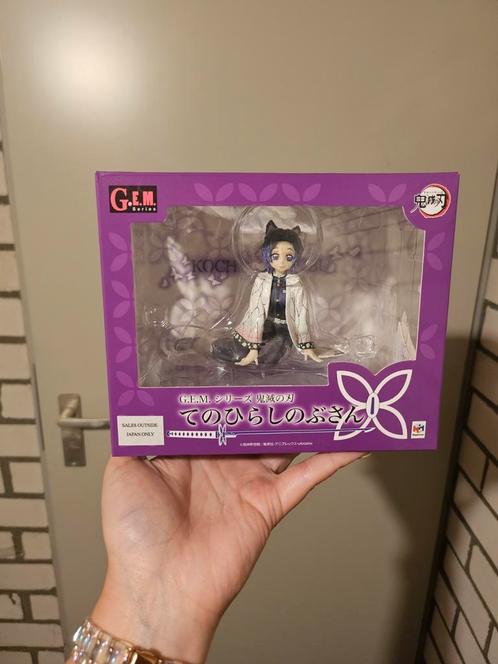 G.E.M.
Series
鬼滅の刃
KOCH
G.E.M. シリーズ 鬼滅の刃
てのひらしのぶさん
SALES OUTSIDE
JAPAN ONLY